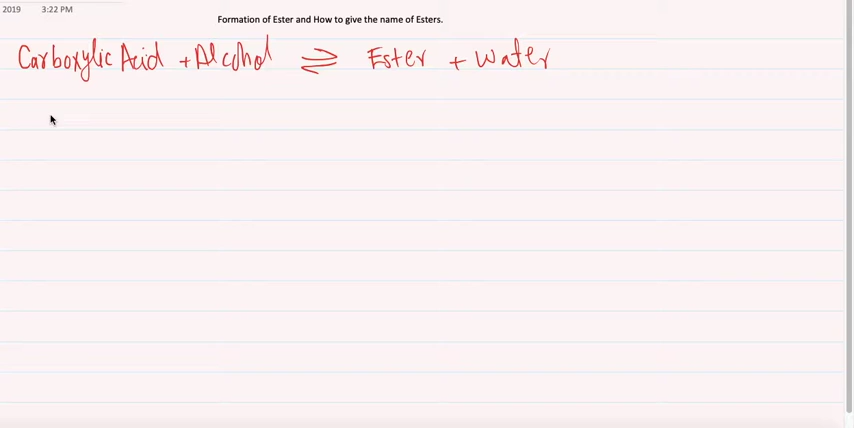 2019 3:22 PM
Formation of Ester and How to give the name of Esters.
Carboxylic Acid + Alcohol ⇌ Ester + Water